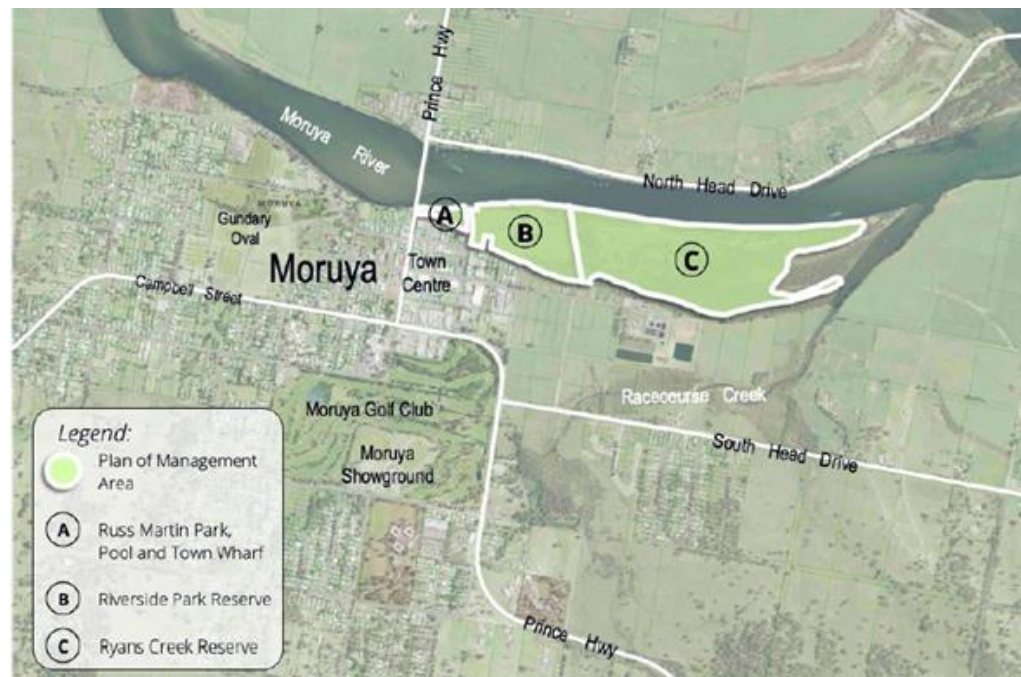 Prince Hwy
Moruya River
North Head Drive
A
B
C
MORUYA
Gundary
Oval
Moruya
Town
Centre
Campbell Street
Moruya Golf Club
Moruya
Showground
Racecourse Creek
South Head Drive
Prince Hwy
Legend:
Plan of Management
Area
A
Russ Martin Park,
Pool and Town Wharf
B
Riverside Park Reserve
C
Ryans Creek Reserve